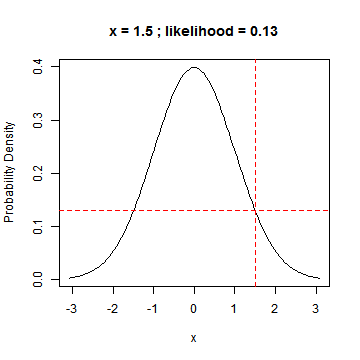 x = 1.5 ; likelihood = 0.13
Probability Density
0.4
0.3
0.2
0.1
0.0
-3 -2 -1 0 1 2 3
x